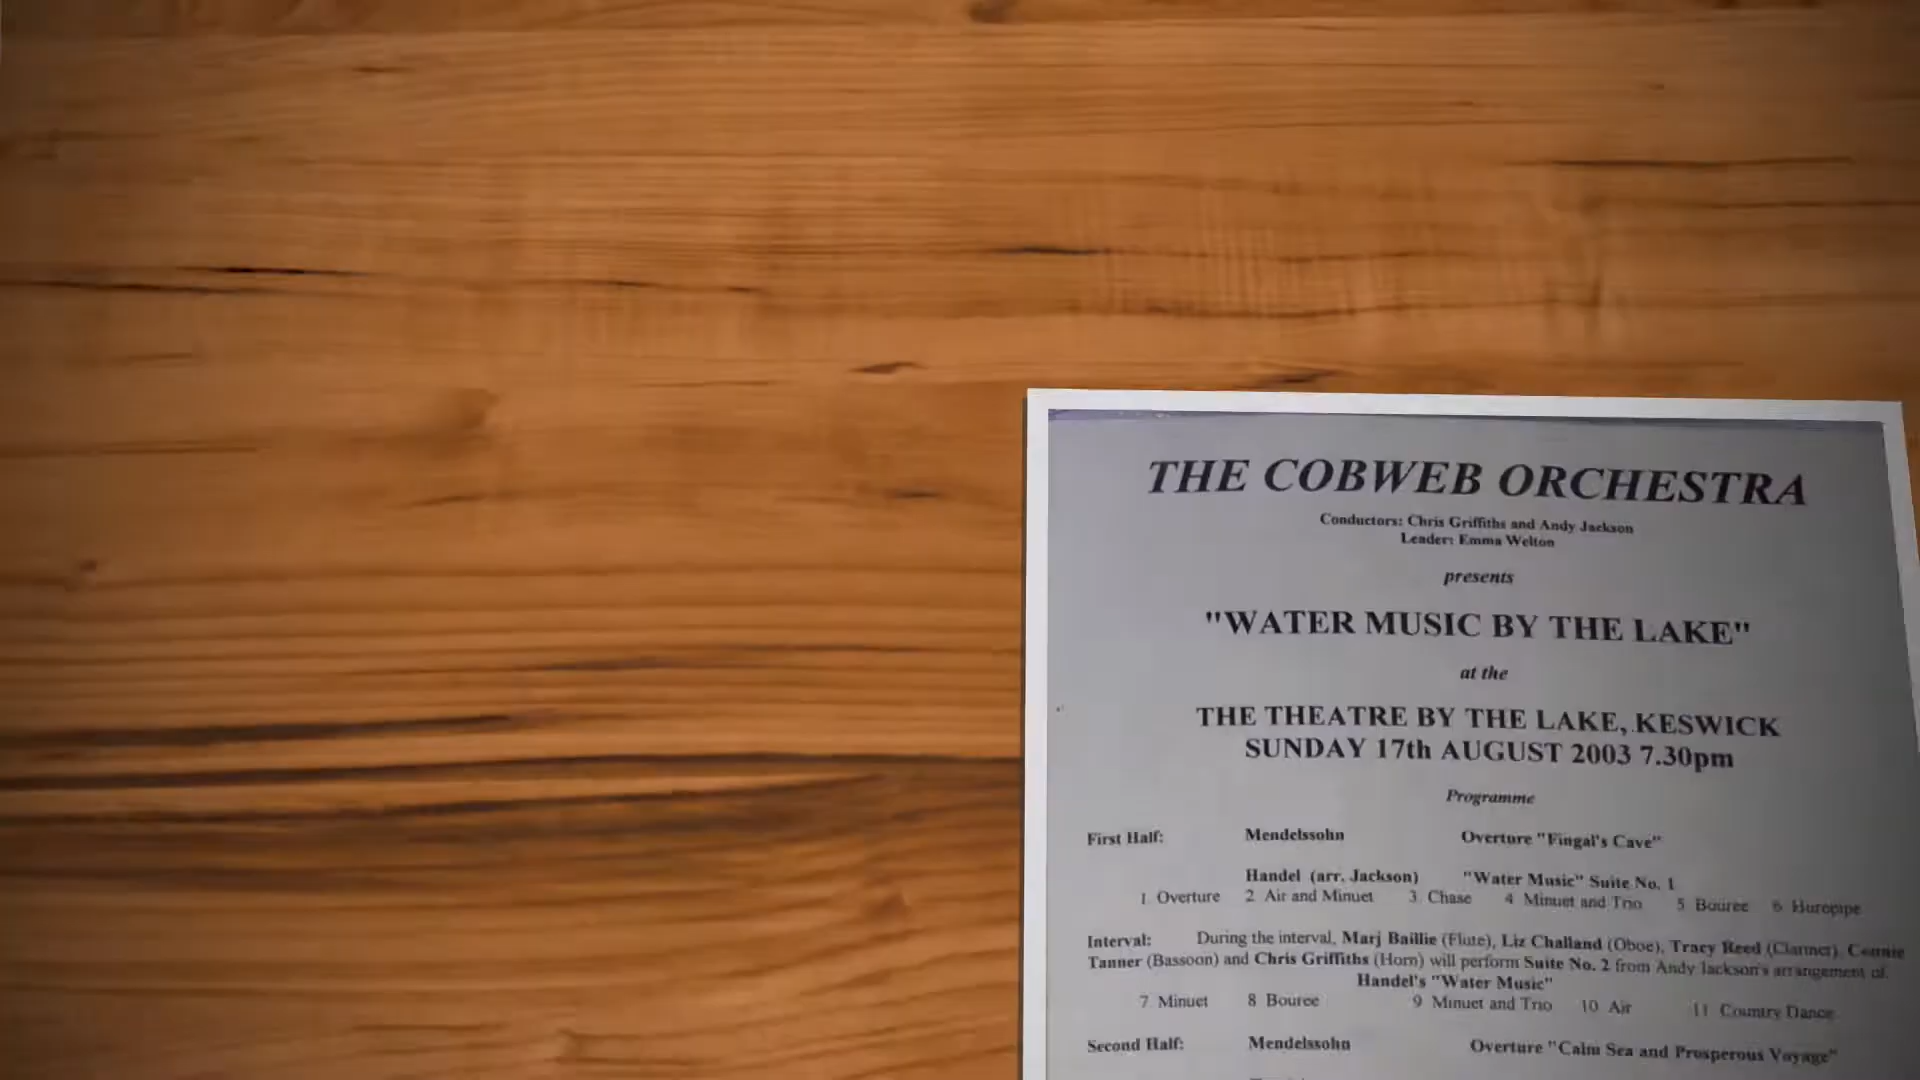 THE COBWEB ORCHESTRA
Conductors: Chris Griffiths and Andy Jackson
Leader: Emma Welton
presents
"WATER MUSIC BY THE LAKE"
at the
THE THEATRE BY THE LAKE, KESWICK
SUNDAY 17th AUGUST 2003 7.30pm
Programme
First Half: Mendelssohn Overture "Fingal's Cave"
Handel (arr. Jackson) "Water Music" Suite No. 1
1 Overture 2 Air and Minuet 3 Chase 4 Minuet and Trio 5 Bouree 6
Interval: During the interval, Marj Baillie (Flute), Liz Challand (Oboe), Tracy Reed (Clarinet), Connie
Tanner (Bassoon) and Chris Griffiths (Horn) will perform Suite No. 2 from Andy Jackson's arrangement of
Handel's "Water Music"
7 Minuet 8 Bouree 9 Minuet and Trio 10 Air 11 Country Dance
Second Half: Mendelssohn Overture "Calm Sea and Prosperous Voyage"